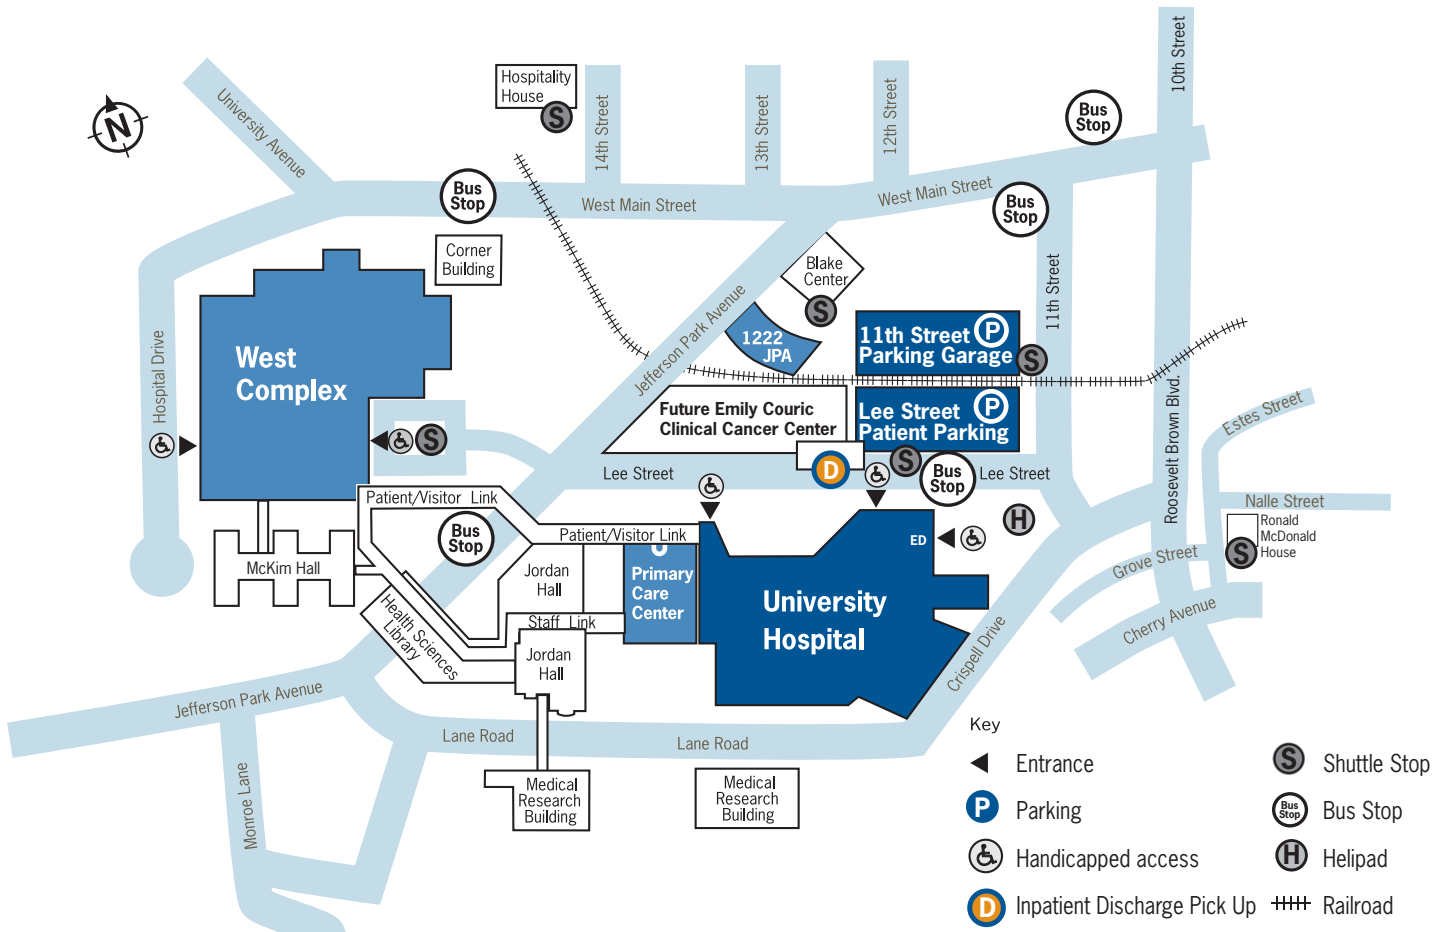 N
University Avenue
Hospitality
House
S
14th Street
13th Street
12th Street
10th Street
Bus
Stop
Bus
Stop
West Main Street
West Main Street
Bus
Stop
Corner
Building
Blake
Center
S
11th Street
Hospital Drive
West
Complex
Jefferson Park Avenue
1222
JPA
11th Street
Parking Garage
P
S
Future Emily Couric
Clinical Cancer Center
Lee Street
Patient Parking
P
Roosevelt Brown Blvd.
Estes Street
S
Lee Street
D
S
Bus
Stop
Lee Street
Nalle Street
Patient/Visitor Link
Patient/Visitor Link
Bus
Stop
H
ED
Ronald
McDonald
House
S
Grove Street
McKim Hall
Jordan
Hall
Primary
Care
Center
University
Hospital
Cherry Avenue
Health Sciences
Library
Staff Link
Jordan
Hall
Crispell Drive
Jefferson Park Avenue
Lane Road
Lane Road
Monroe Lane
Medical
Research
Building
Medical
Research
Building
Key
Entrance
S
Shuttle Stop
P
Parking
Bus
Stop
Bus Stop
Handicapped access
H
Helipad
D
Inpatient Discharge Pick Up
Railroad